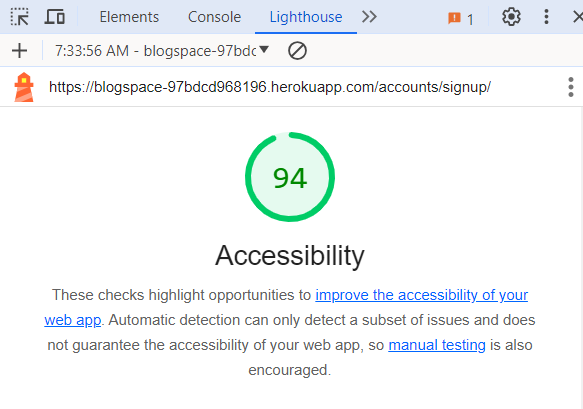 Elements Console Lighthouse 1
7:33:56 AM - blogspace-97bdc
https://blogspace-97bdcd968196.herokuapp.com/accounts/signup/
94
Accessibility
These checks highlight opportunities to improve the accessibility of your
web app. Automatic detection can only detect a subset of issues and does
not guarantee the accessibility of your web app, so manual testing is also
encouraged.